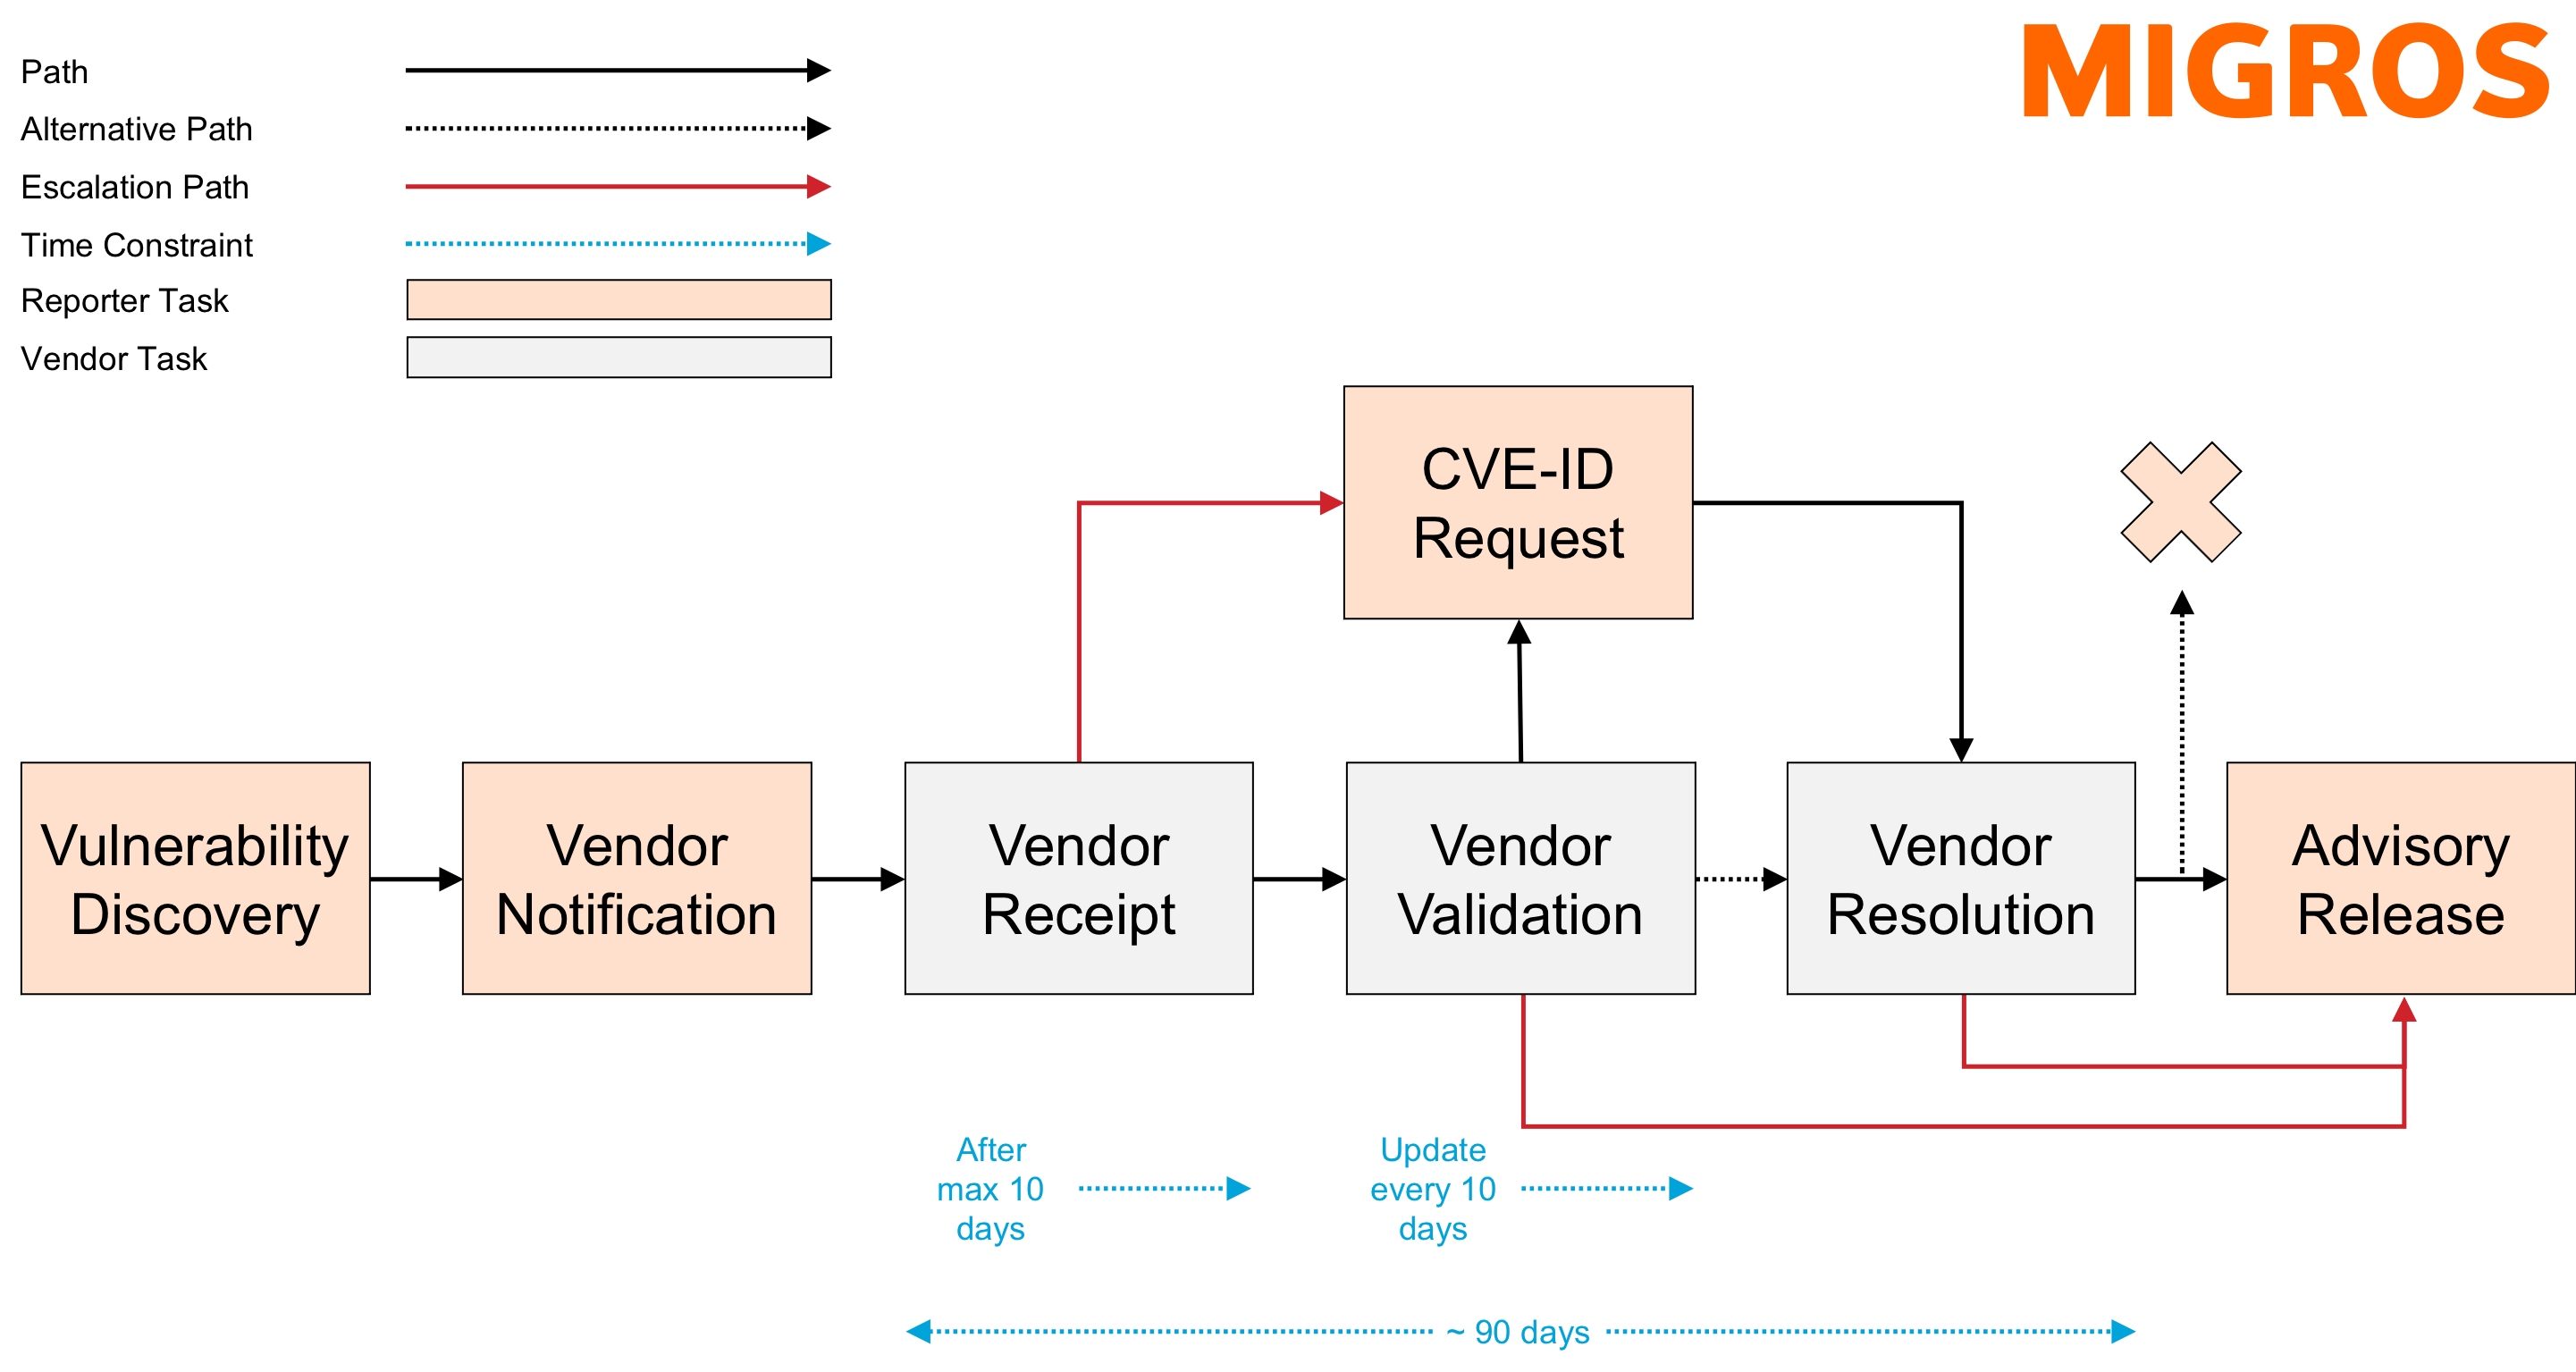 MIGROS
Path
Alternative Path
Escalation Path
Time Constraint
Reporter Task
Vendor Task
CVE-ID
Request
Vulnerability
Discovery
Vendor
Notification
Vendor
Receipt
Vendor
Validation
Vendor
Resolution
Advisory
Release
After
max 10
days
Update
every 10
days
~ 90 days